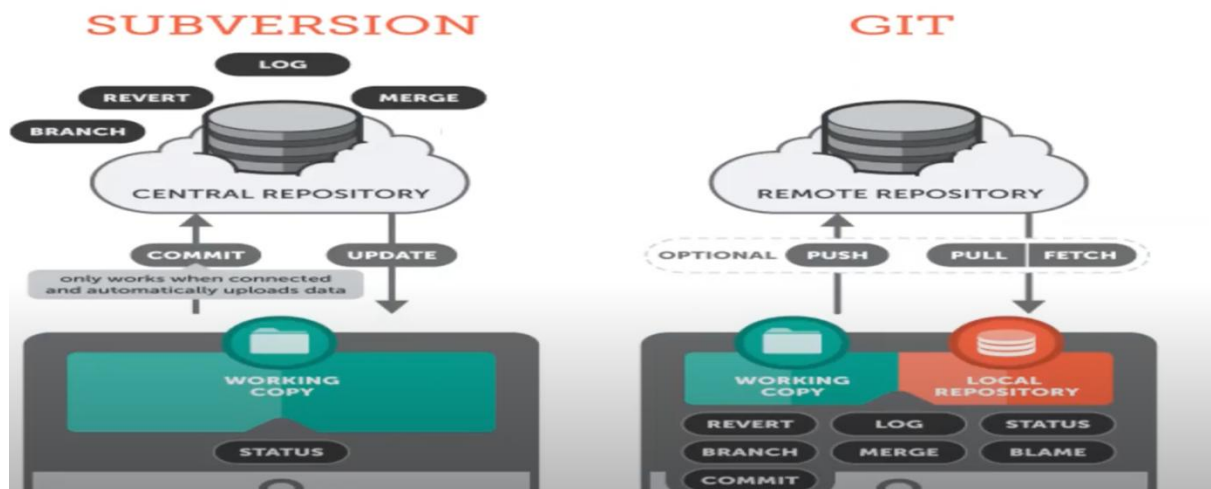 SUBVERSION
LOG
REVERT
MERGE
BRANCH
CENTRAL REPOSITORY
COMMIT
UPDATE
only works when connected
and automatically uploads data
WORKING
COPY
STATUS
GIT
REMOTE REPOSITORY
OPTIONAL PUSH PULL FETCH
WORKING
COPY
LOCAL
REPOSITORY
REVERT LOG STATUS
BRANCH MERGE BLAME
COMMIT